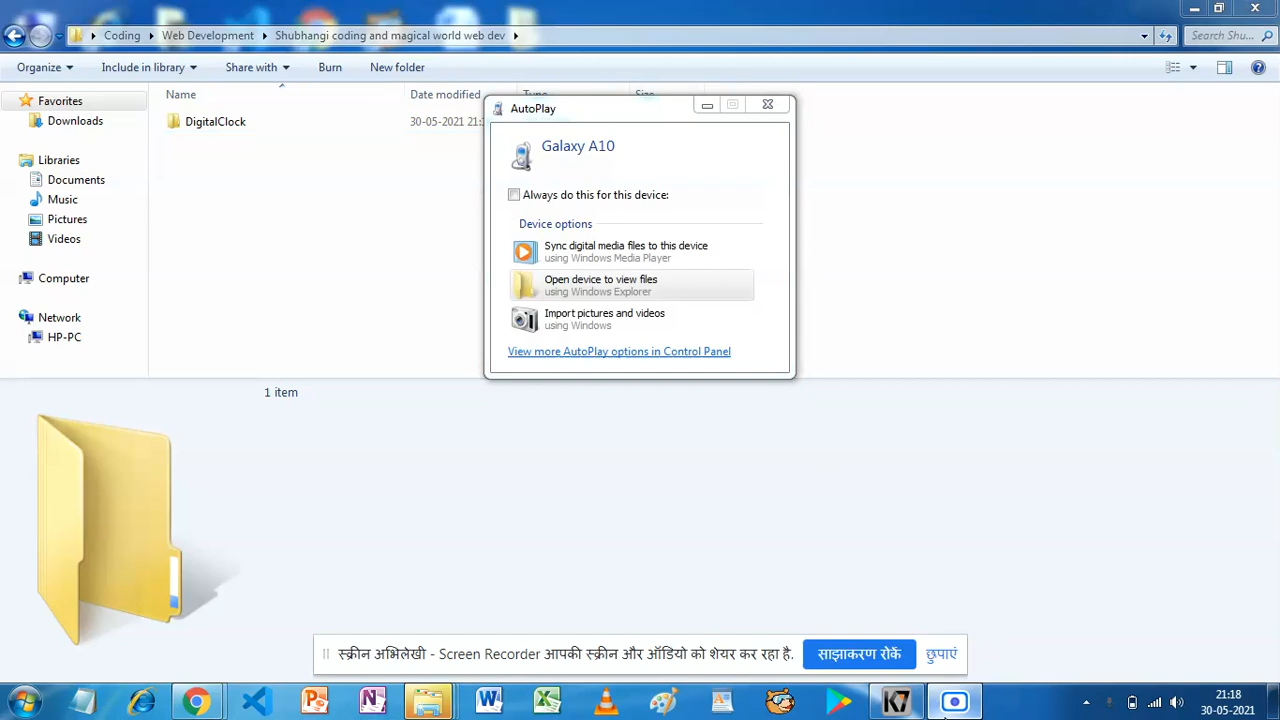 Coding Web Development Shubhangi coding and magical world web dev
Search Shu...
Organize Include in library Share with Burn New folder
Favorites
Downloads
Libraries
Documents
Music
Pictures
Videos
Computer
Network
HP-PC
Name Date modified Type Size
DigitalClock 30-05-2021 21:
AutoPlay
Galaxy A10
Always do this for this device:
Device options
Sync digital media files to this device
using Windows Media Player
Open device to view files
using Windows Explorer
Import pictures and videos
using Windows
View more AutoPlay options in Control Panel
1 item
स्क्रीन अभिलेखी - Screen Recorder आपकी स्क्रीन और ऑडियो को शेयर कर रहा है. साझाकरण रोकें छुपाएं
K7
21:18
30-05-2021